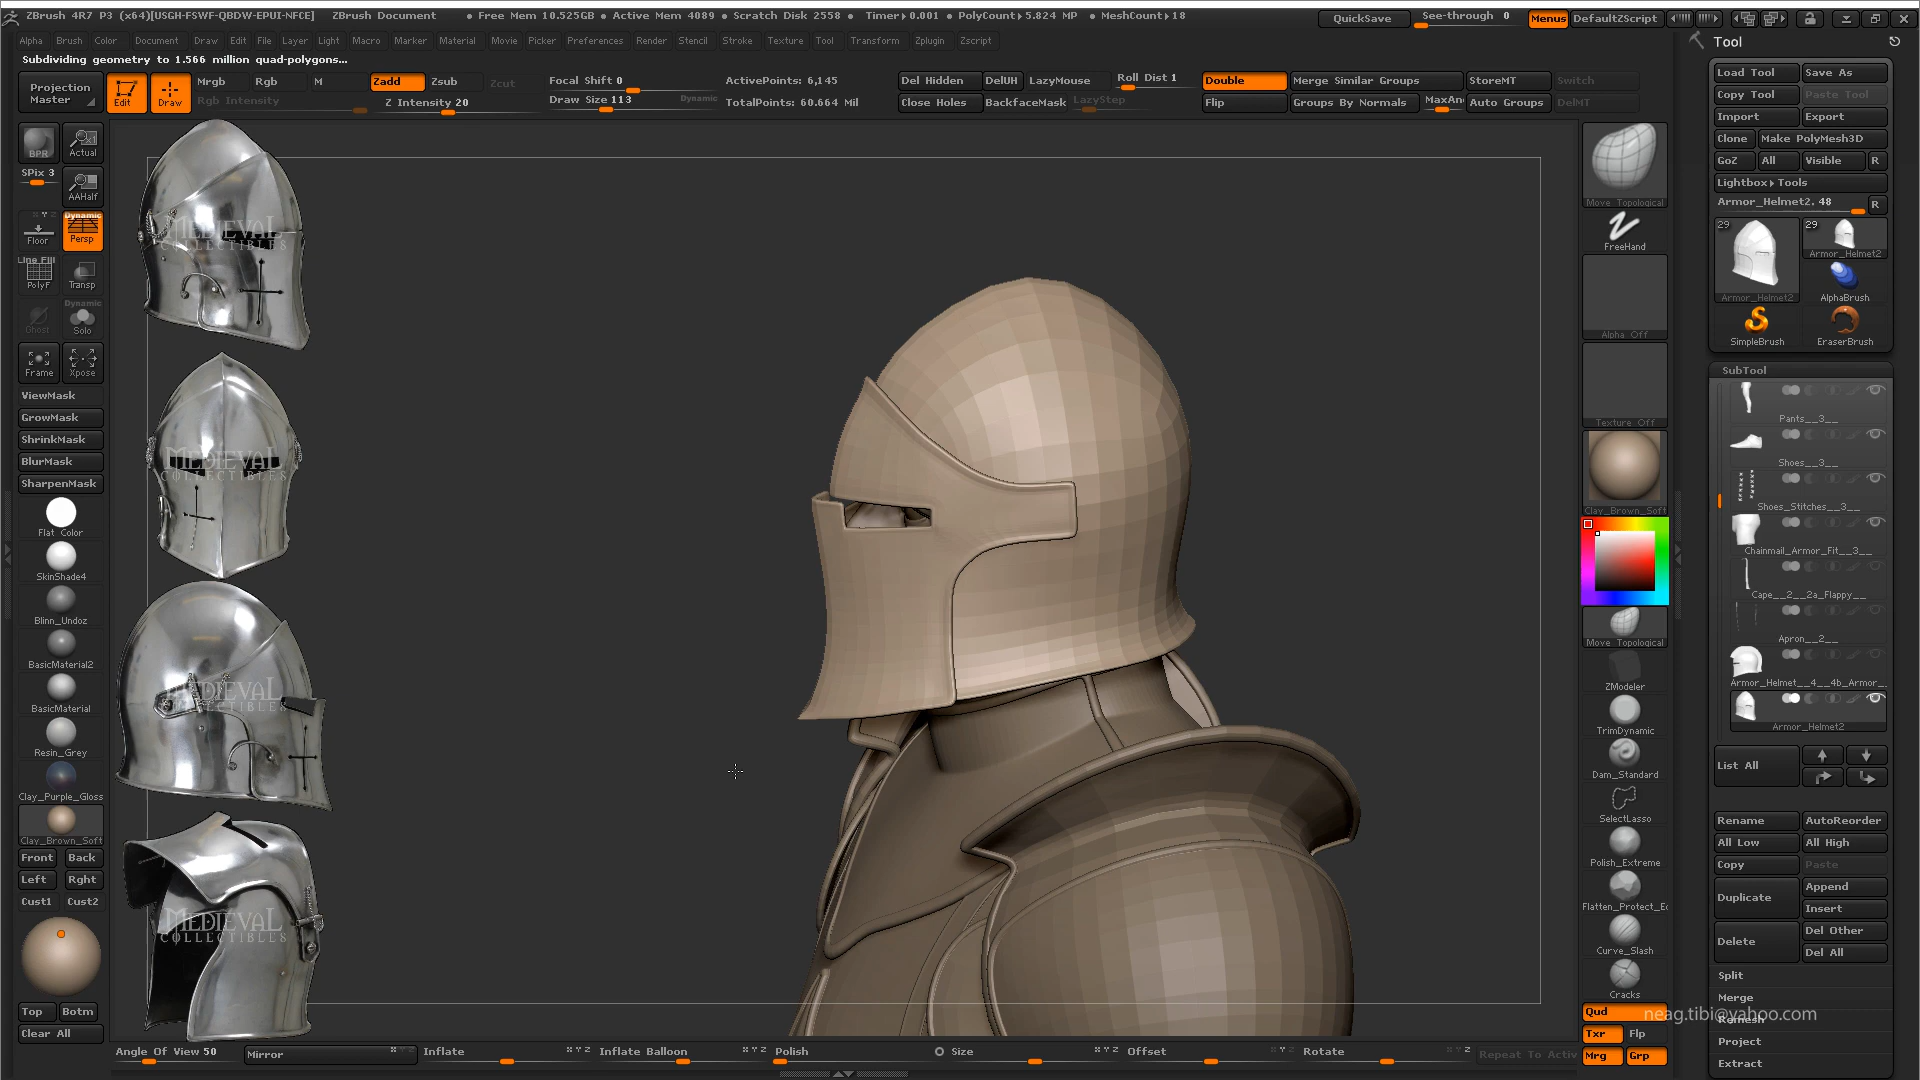 ZBrush 4R7 P3 (x64)[USGH-FSWF-QBDW-EPUI-NFCE] ZBrush Document • Free Mem 10.525GB • Active Mem 4089 • Scratch Disk 2558 • Timer▸0.001 • PolyCount▸5.824 MP • MeshCount▸18 QuickSave See-through 0 Menus DefaultZScript
Alpha Brush Color Document Draw Edit File Layer Light Macro Marker Material Movie Picker Preferences Render Stencil Stroke Texture Tool Transform Zplugin Zscript
Subdividing geometry to 1.566 million quad-polygons...
Projection Master
Edit
Draw
Mrgb Rgb M Zadd Zsub Zcut
Rgb Intensity Z Intensity 20
Focal Shift 0
Draw Size 113 Dynamic
ActivePoints: 6,145
TotalPoints: 60.664 Mil
Del Hidden DelUH LazyMouse Roll Dist 1
Close Holes BackfaceMask LazyStep
Double Merge Similar Groups StoreMT Switch
Flip Groups By Normals MaxAn Auto Groups DelMT
BPR Actual
SPix 3
AAHalf
Dynamic
Floor Persp
Line Fill
PolyF Transp
Dynamic
Ghost Solo
Frame Xpose
ViewMask
GrowMask
ShrinkMask
BlurMask
SharpenMask
Flat Color
SkinShade4
Blinn_Undoz
BasicMaterial2
BasicMaterial
Resin_Grey
Clay_Purple_Gloss
Clay_Brown_Soft
Front Back
Left Rght
Cust1 Cust2
Top Botm
Clear All
MEDIEVAL
COLLECTIBLES
MEDIEVAL
COLLECTIBLES
MEDIEVAL
COLLECTIBLES
MEDIEVAL
COLLECTIBLES
Angle Of View 50 Mirror Inflate Inflate Balloon Polish Size Offset Rotate Repeat To Activ
Move Topological
FreeHand
Alpha Off
Texture Off
Clay_Brown_Soft
Move Topological
ZModeler
TrimDynamic
Dam_Standard
SelectLasso
Polish_Extreme
Flatten_Protect_Ed
Curve_Slash
Cracks
Qud
Txr Flp
Mrg Grp
Tool
Load Tool Save As
Copy Tool Paste Tool
Import Export
Clone Make PolyMesh3D
GoZ All Visible R
Lightbox▸Tools
Armor_Helmet2. 48 R
29 29
Armor_Helmet2
Armor_Helmet2
AlphaBrush
SimpleBrush EraserBrush
SubTool
Pants__3__
Shoes__3__
Shoes_Stitches__3__
Chainmail_Armor_Fit__3__
Cape__2__2a_Flappy__
Apron__2__
Armor_Helmet__4__4b_Armor_.
Armor_Helmet2
List All
Rename AutoReorder
All Low All High
Copy Paste
Duplicate Append
Insert
Delete Del Other
Del All
Split
Merge
Remesh
neag.tibi@yahoo.com
Project
Extract